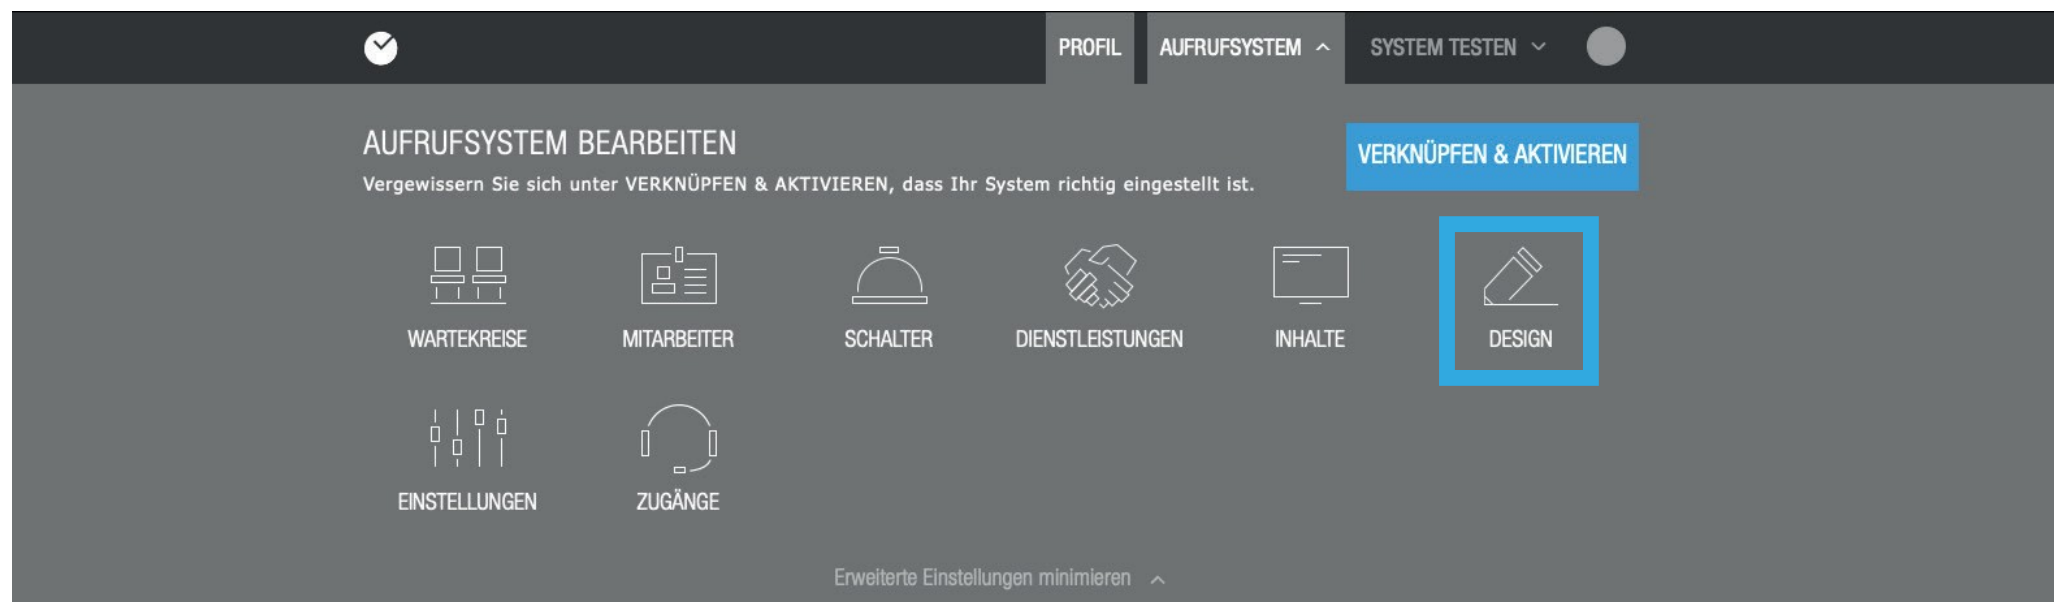 PROFIL AUFRUFSYSTEM SYSTEM TESTEN
AUFRUFSYSTEM BEARBEITEN
VERKNÜPFEN & AKTIVIEREN
Vergewissern Sie sich unter VERKNÜPFEN & AKTIVIEREN, dass Ihr System richtig eingestellt ist.
WARTEKREISE MITARBEITER SCHALTER DIENSTLEISTUNGEN INHALTE DESIGN
EINSTELLUNGEN ZUGÄNGE
Erweiterte Einstellungen minimieren